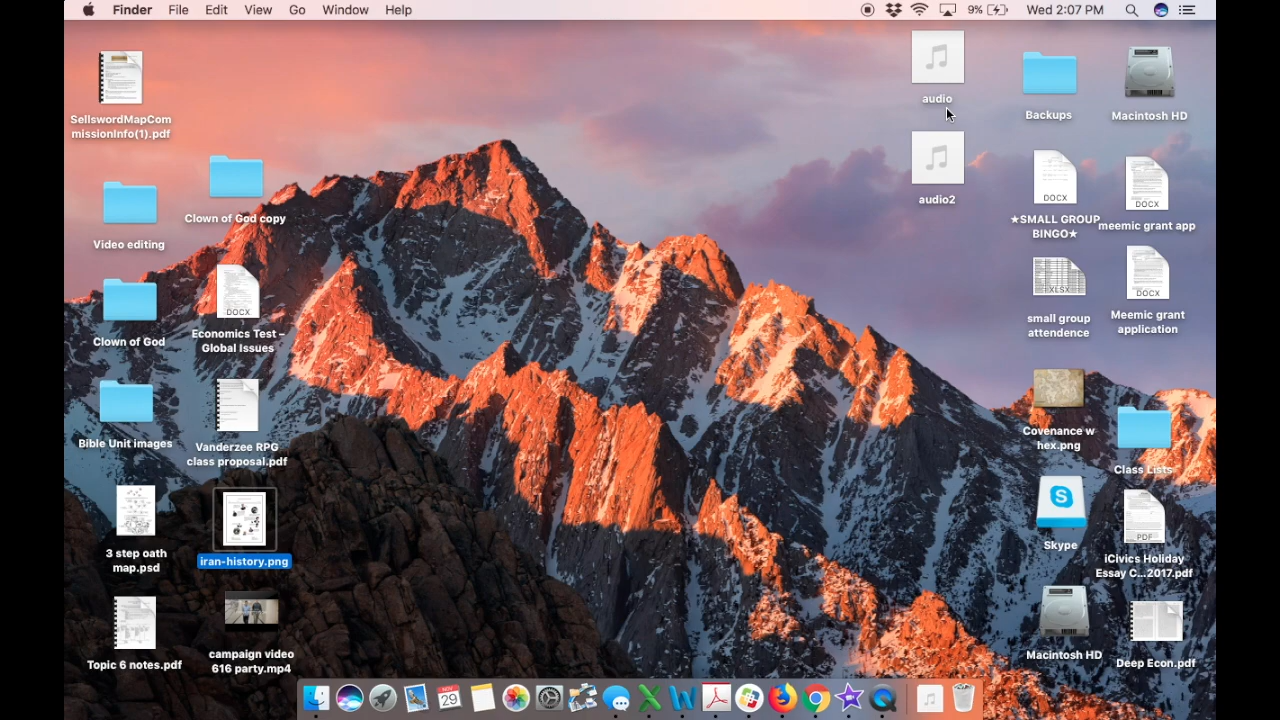 Finder File Edit View Go Window Help 9% Wed 2:07 PM
SellswordMapCom
missionInfo(1).pdf
Clown of God copy
Video editing
Clown of God
DOCX
Economics Test –
Global Issues
Bible Unit images
Vanderzee RPG
class proposal.pdf
3 step oath
map.psd
iran-history.png
Topic 6 notes.pdf
campaign video
616 party.mp4
audio
audio2
Backups
Macintosh HD
DOCX
★SMALL GROUP
BINGO★
DOCX
meemic grant app
XLSX
small group
attendence
DOCX
Meemic grant
application
Covenance w
hex.png
Class Lists
Skype
PDF
iCivics Holiday
Essay C...2017.pdf
Macintosh HD
Deep Econ.pdf
NOV
29